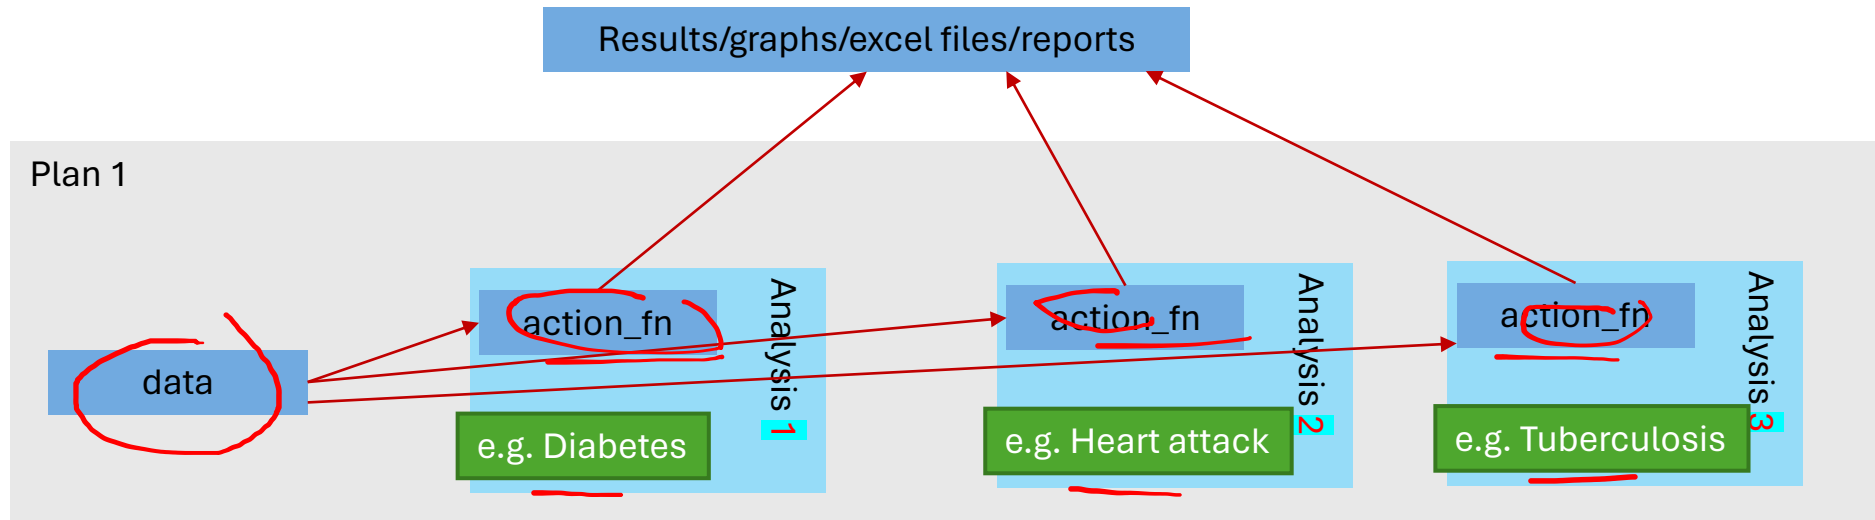 Results/graphs/excel files/reports
Plan 1
data
action_fn
Analysis 1
e.g. Diabetes
action_fn
Analysis 2
e.g. Heart attack
action_fn
Analysis 3
e.g. Tuberculosis